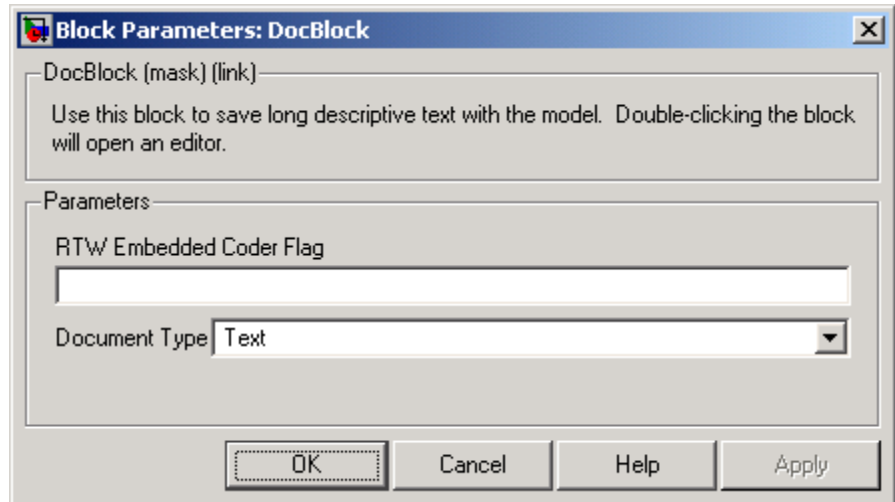 Block Parameters: DocBlock
DocBlock (mask) (link)
Use this block to save long descriptive text with the model.  Double-clicking the block
will open an editor.
Parameters
RTW Embedded Coder Flag
Document Type Text
OK Cancel Help Apply